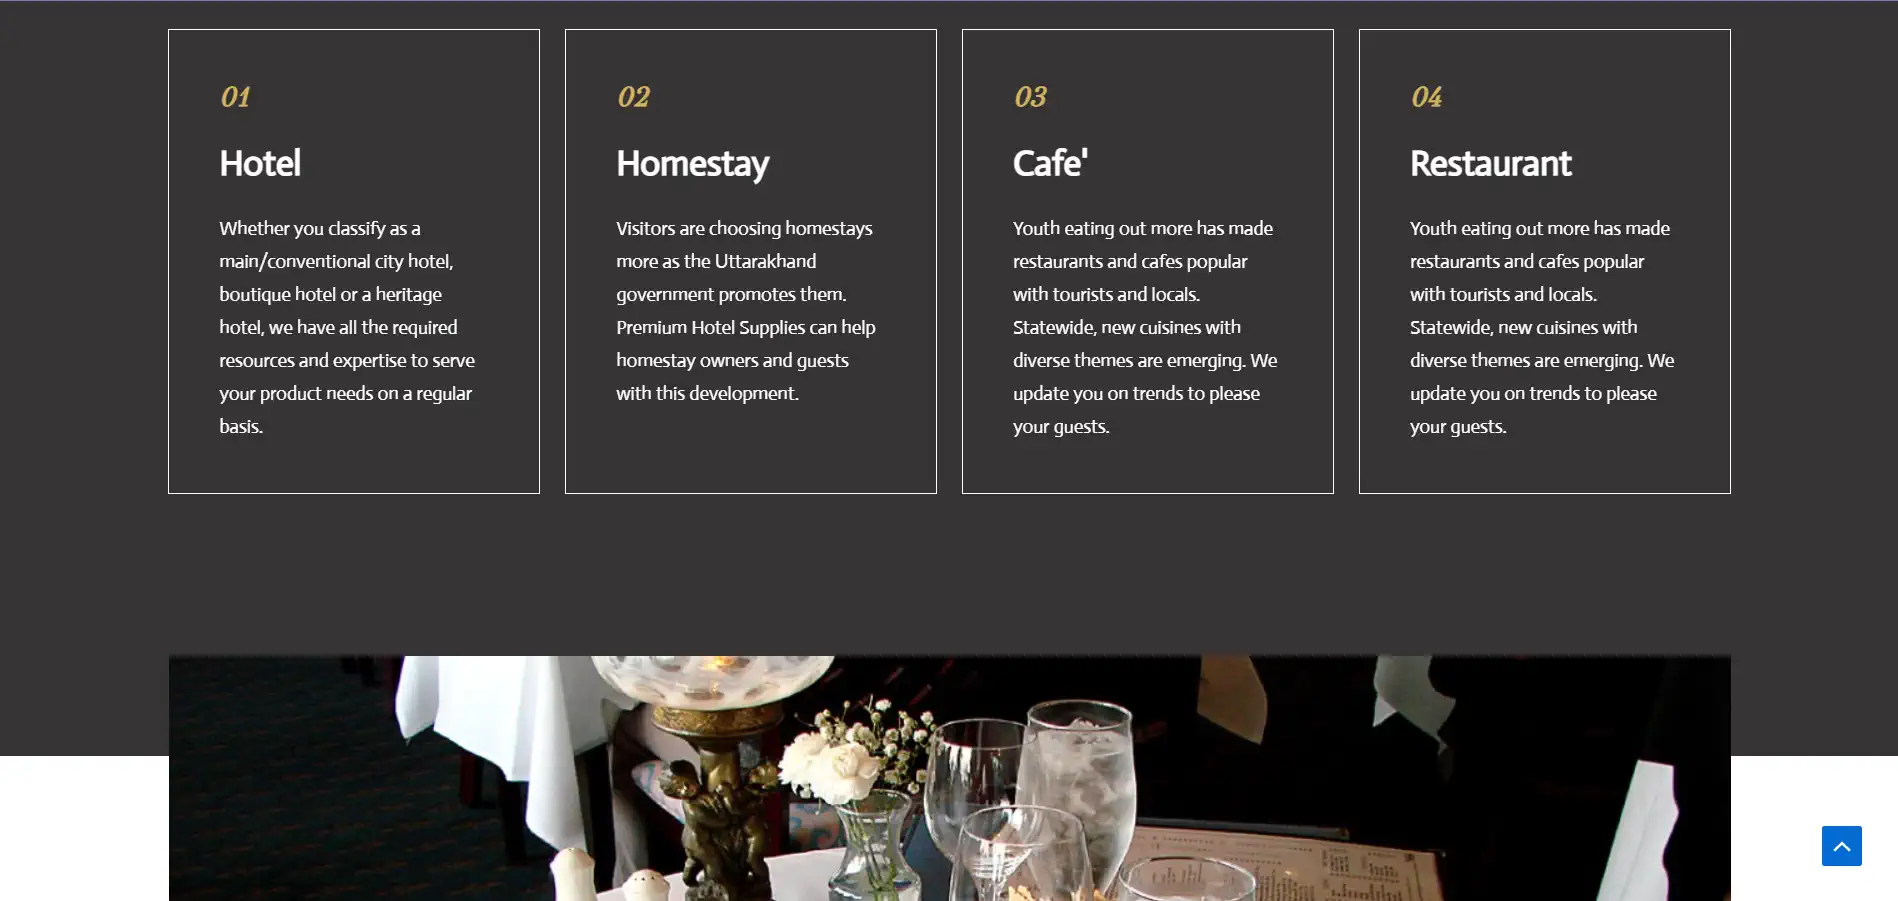 01
Hotel
Whether you classify as a
main/conventional city hotel,
boutique hotel or a heritage
hotel, we have all the required
resources and expertise to serve
your product needs on a regular
basis.
02
Homestay
Visitors are choosing homestays
more as the Uttarakhand
government promotes them.
Premium Hotel Supplies can help
homestay owners and guests
with this development.
03
Cafe'
Youth eating out more has made
restaurants and cafes popular
with tourists and locals.
Statewide, new cuisines with
diverse themes are emerging. We
update you on trends to please
your guests.
04
Restaurant
Youth eating out more has made
restaurants and cafes popular
with tourists and locals.
Statewide, new cuisines with
diverse themes are emerging. We
update you on trends to please
your guests.